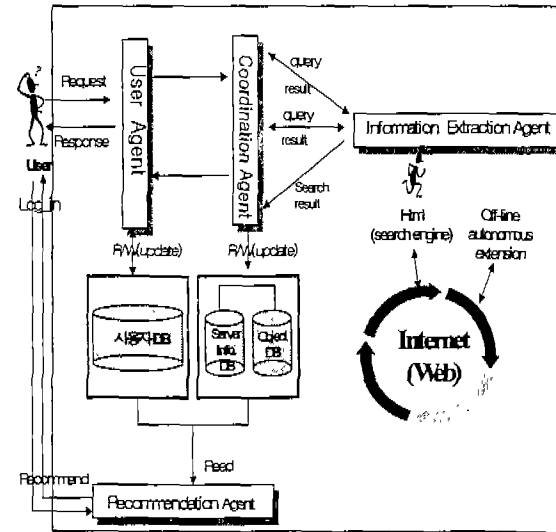 Request
Response
User
Log_in
User Agent
Coordination Agent
query
result
query
result
Search
result
Information Extraction Agent
R/W(update)
R/W(update)
Html
(search engine)
Off-line
autonomous
extension
사용자DB
Server
Info.
DB
Object
DB
Internet
(Web)
Read
Recommend
Recommendation Agent